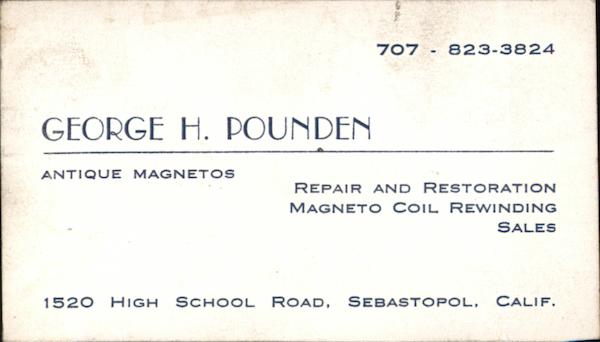 707 - 823-3824
GEORGE H. POUNDEN
ANTIQUE MAGNETOS
REPAIR AND RESTORATION
MAGNETO COIL REWINDING
SALES
1520 HIGH SCHOOL ROAD, SEBASTOPOL, CALIF.